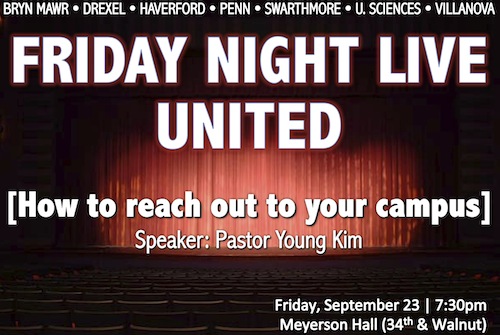 BRYN MAWR • DREXEL • HAVERFORD • PENN • SWARTHMORE • U. SCIENCES • VILLANOVA
FRIDAY NIGHT LIVE
UNITED
[How to reach out to your campus]
Speaker: Pastor Young Kim
Friday, September 23 | 7:30pm
Meyerson Hall (34th & Walnut)